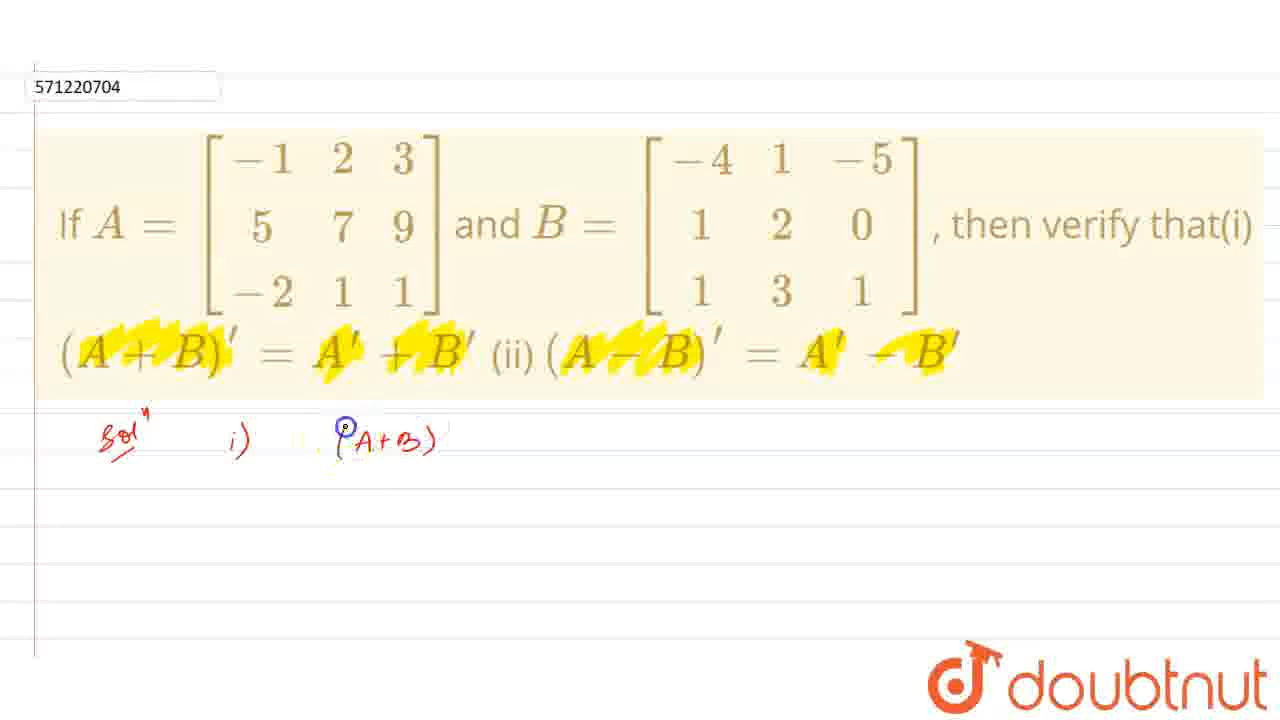 571220704
If A = [ −1 2 3 ; 5 7 9 ; −2 1 1 ] and B = [ −4 1 −5 ; 1 2 0 ; 1 3 1 ] , then verify that(i)
(A + B)′ = A′ + B′ (ii) (A − B)′ = A′ − B′
Solⁿ i) (A+B)
doubtnut